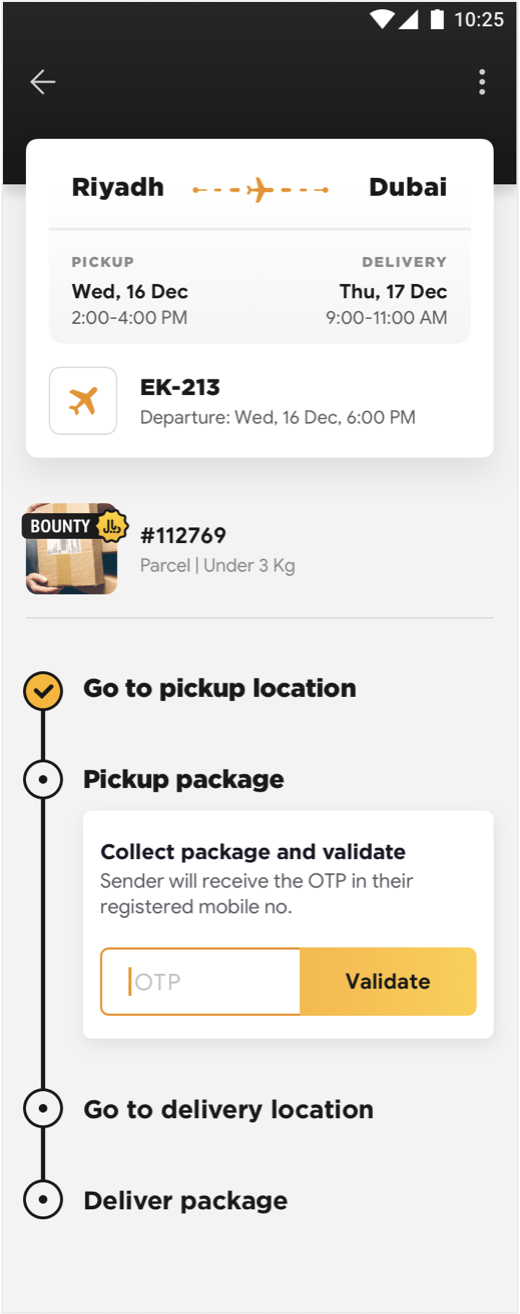 10:25
Riyadh Dubai
PICKUP DELIVERY
Wed, 16 Dec Thu, 17 Dec
2:00-4:00 PM 9:00-11:00 AM
EK-213
Departure: Wed, 16 Dec, 6:00 PM
BOUNTY
#112769
Parcel | Under 3 Kg
Go to pickup location
Pickup package
Collect package and validate
Sender will receive the OTP in their
registered mobile no.
OTP Validate
Go to delivery location
Deliver package